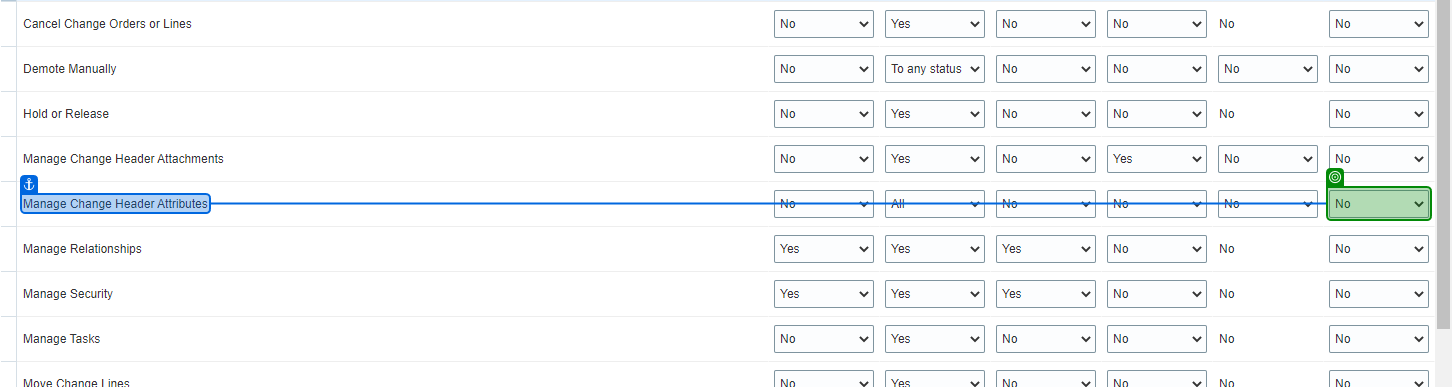 Cancel Change Orders or Lines No Yes No No No No
Demote Manually No To any status No No No No
Hold or Release No Yes No No No No
Manage Change Header Attachments No Yes No Yes No No
Manage Change Header Attributes No All No No No No
Manage Relationships Yes Yes Yes No No No
Manage Security Yes Yes Yes No No No
Manage Tasks No Yes No No No No
Move Change Lines No Yes No No No No